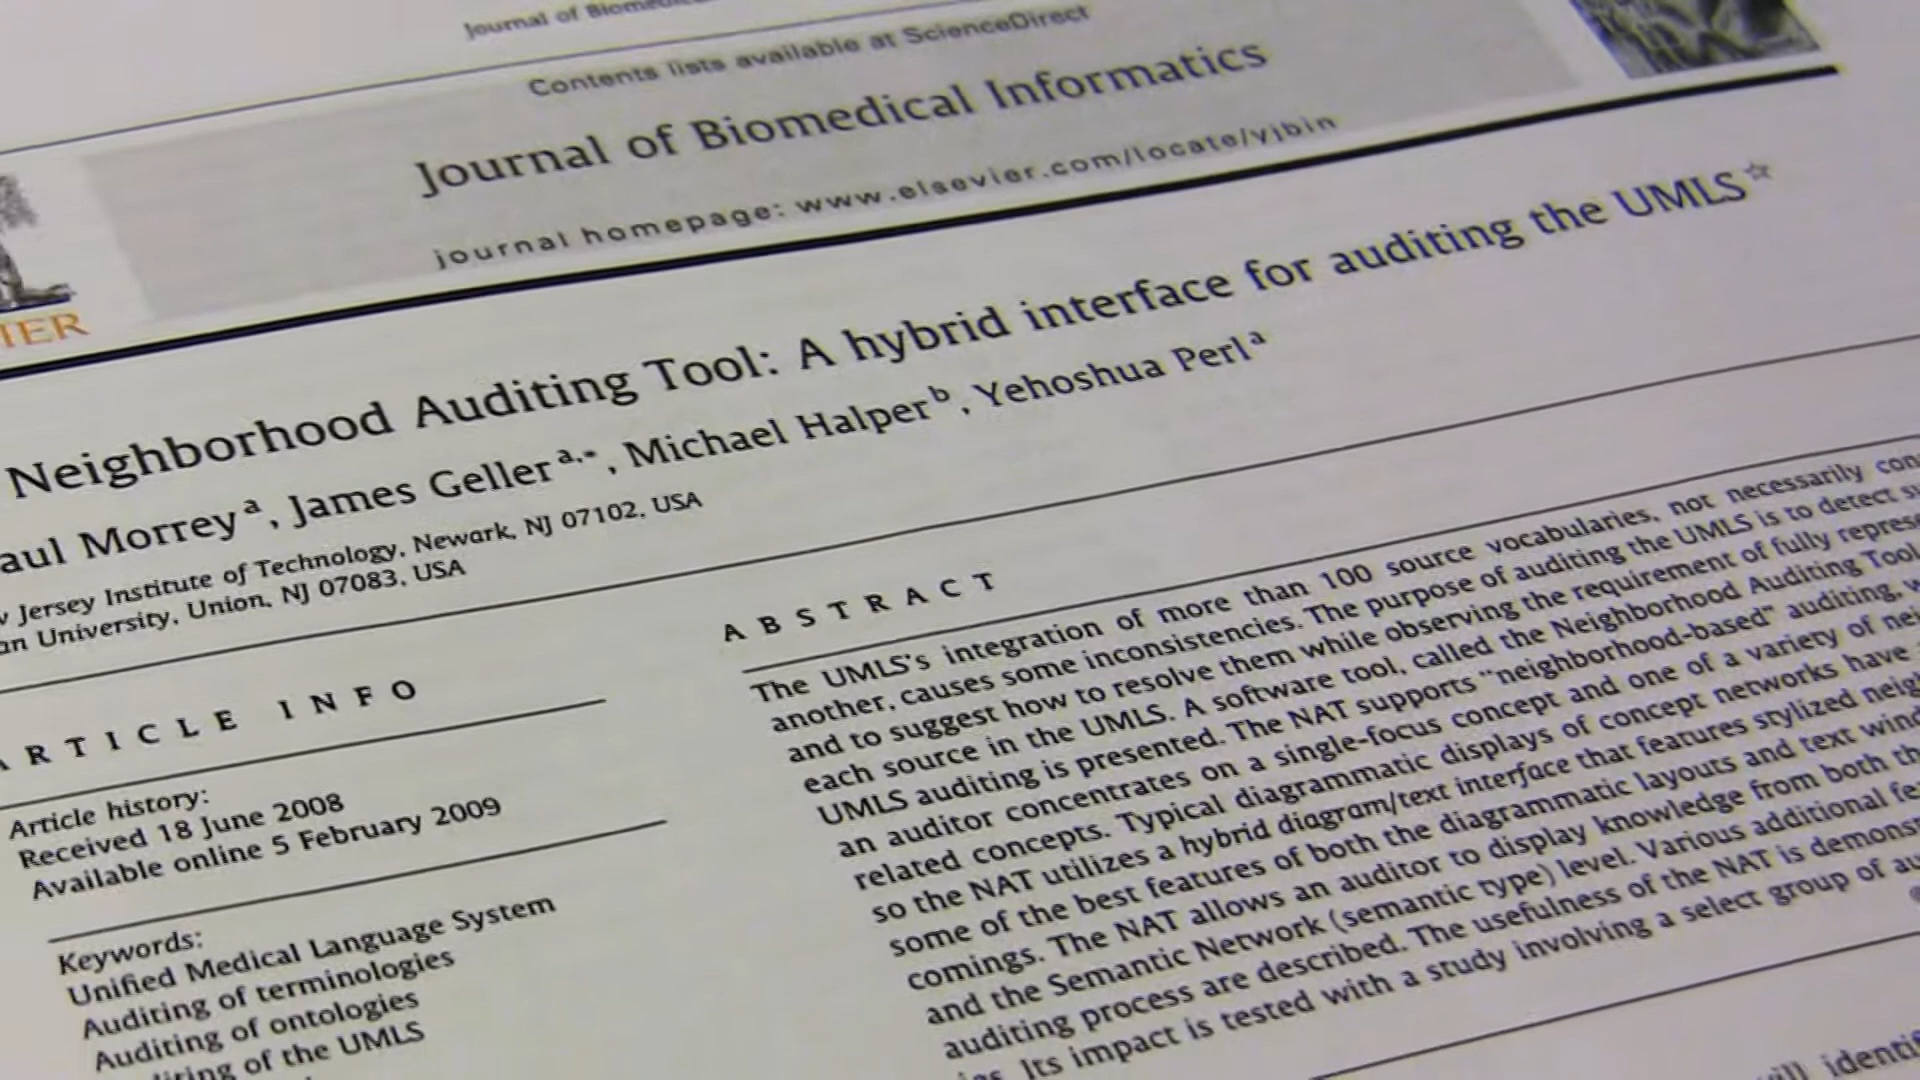 Journal of Biomedical
Contents lists available at ScienceDirect
Journal of Biomedical Informatics
journal homepage: www.elsevier.com/locate/yjbin
IER
Neighborhood Auditing Tool: A hybrid interface for auditing the UMLS☆
aul Morrey a, James Geller a,*, Michael Halper b, Yehoshua Perl a
w Jersey Institute of Technology, Newark, NJ 07102, USA
an University, Union, NJ 07083, USA
ARTICLE INFO
Article history:
Received 18 June 2008
Available online 5 February 2009
Keywords:
Unified Medical Language System
Auditing of terminologies
Auditing of ontologies
diting of the UMLS
ABSTRACT
The UMLS's integration of more than 100 source vocabularies, not necessarily con
another, causes some inconsistencies. The purpose of auditing the UMLS is to detect su
and to suggest how to resolve them while observing the requirement of fully represe
each source in the UMLS. A software tool, called the Neighborhood Auditing Tool
UMLS auditing is presented. The NAT supports "neighborhood-based" auditing, w
an auditor concentrates on a single-focus concept and one of a variety of nei
related concepts. Typical diagrammatic displays of concept networks have
so the NAT utilizes a hybrid diagram/text interface that features stylized neigh
some of the best features of both the diagrammatic layouts and text wind
comings. The NAT allows an auditor to display knowledge from both th
and the Semantic Network (semantic type) level. Various additional fe
auditing process are described. The usefulness of the NAT is demonst
es. Its impact is tested with a study involving a select group of au
will identif